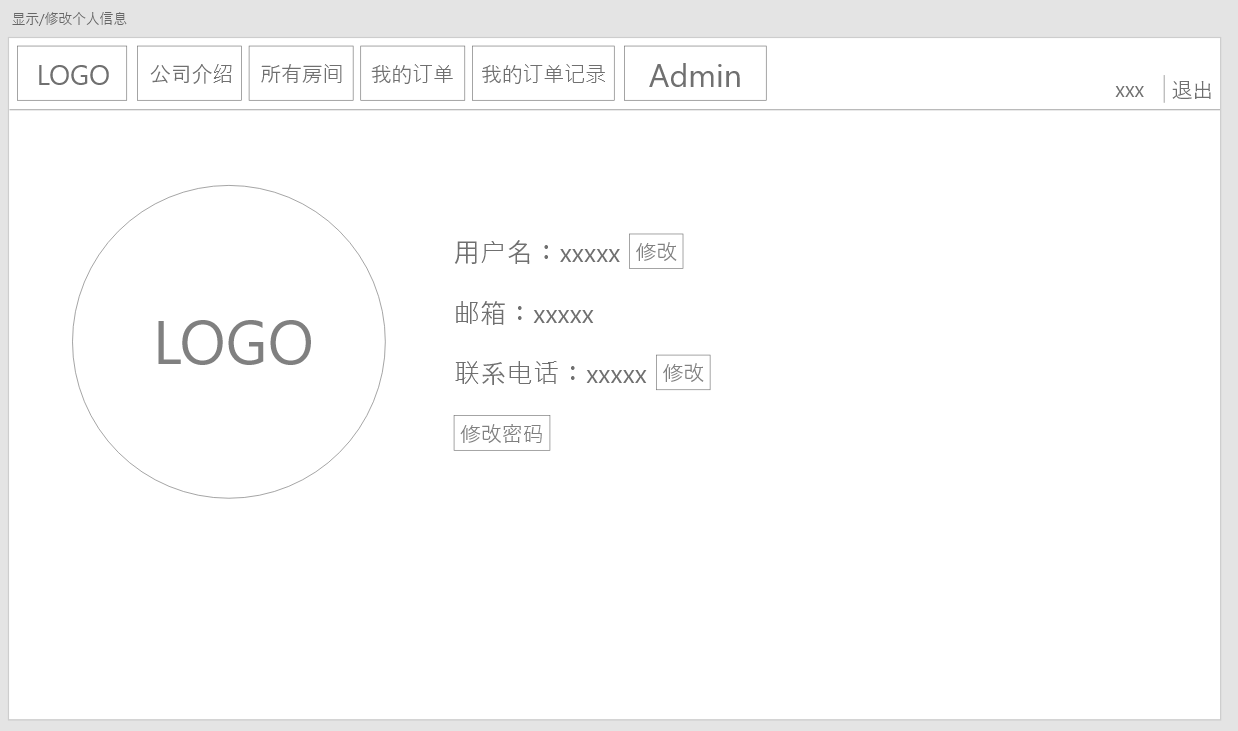 显示/修改个人信息
LOGO 公司介绍 所有房间 我的订单 我的订单记录 Admin
xxx 退出
LOGO
用户名：xxxxx 修改
邮箱：xxxxx
联系电话：xxxxx 修改
修改密码